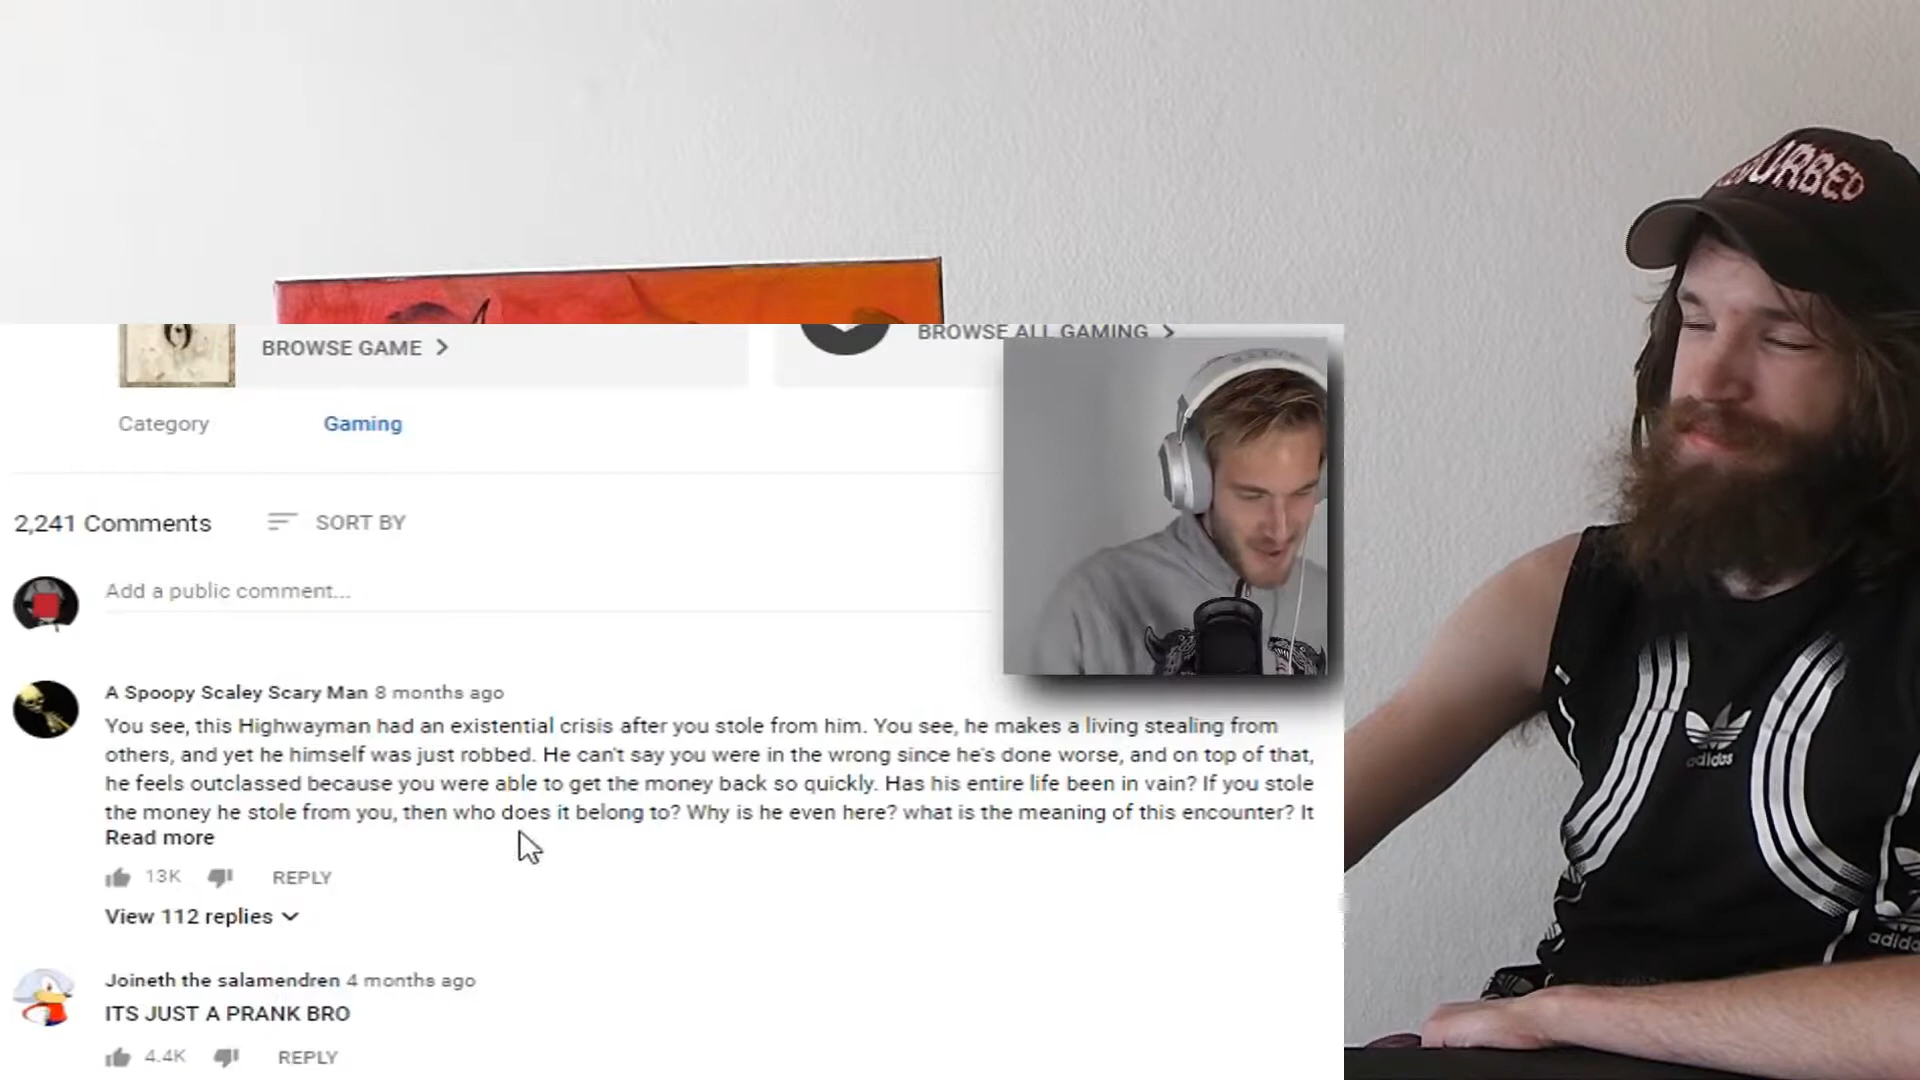 BROWSE GAME
BROWSE ALL GAMING
Category
Gaming
2,241 Comments
SORT BY
Add a public comment...
A Spoopy Scaley Scary Man 8 months ago
You see, this Highwayman had an existential crisis after you stole from him. You see, he makes a living stealing from
others, and yet he himself was just robbed. He can't say you were in the wrong since he's done worse, and on top of that,
he feels outclassed because you were able to get the money back so quickly. Has his entire life been in vain? If you stole
the money he stole from you, then who does it belong to? Why is he even here? what is the meaning of this encounter? It
Read more
13K
REPLY
View 112 replies
Joineth the salamendren 4 months ago
ITS JUST A PRANK BRO
4.4K
REPLY
adidas